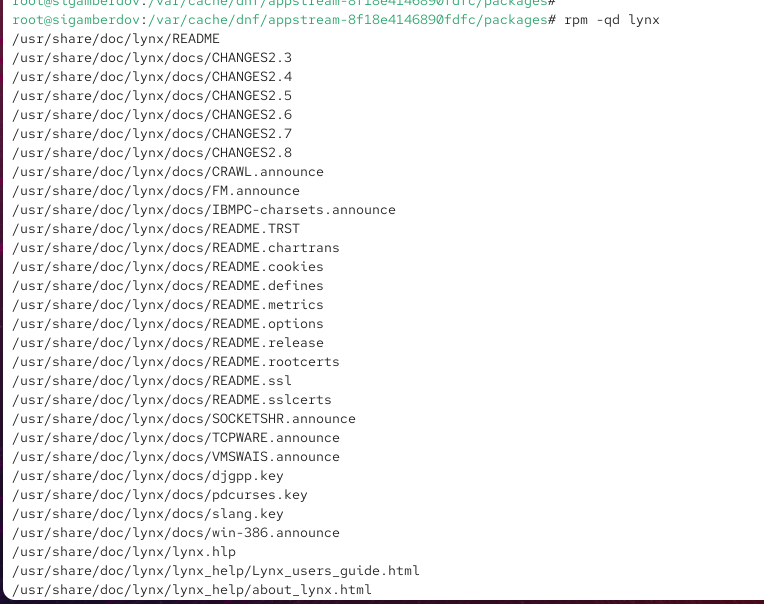 root@sigamberdov:/var/cache/dnf/appstream-8f18e4146890fdfc/packages#
root@sigamberdov:/var/cache/dnf/appstream-8f18e4146890fdfc/packages# rpm -qd lynx
/usr/share/doc/lynx/README
/usr/share/doc/lynx/docs/CHANGES2.3
/usr/share/doc/lynx/docs/CHANGES2.4
/usr/share/doc/lynx/docs/CHANGES2.5
/usr/share/doc/lynx/docs/CHANGES2.6
/usr/share/doc/lynx/docs/CHANGES2.7
/usr/share/doc/lynx/docs/CHANGES2.8
/usr/share/doc/lynx/docs/CRAWL.announce
/usr/share/doc/lynx/docs/FM.announce
/usr/share/doc/lynx/docs/IBMPC-charsets.announce
/usr/share/doc/lynx/docs/README.TRST
/usr/share/doc/lynx/docs/README.chartrans
/usr/share/doc/lynx/docs/README.cookies
/usr/share/doc/lynx/docs/README.defines
/usr/share/doc/lynx/docs/README.metrics
/usr/share/doc/lynx/docs/README.options
/usr/share/doc/lynx/docs/README.release
/usr/share/doc/lynx/docs/README.rootcerts
/usr/share/doc/lynx/docs/README.ssl
/usr/share/doc/lynx/docs/README.sslcerts
/usr/share/doc/lynx/docs/SOCKETSHR.announce
/usr/share/doc/lynx/docs/TCPWARE.announce
/usr/share/doc/lynx/docs/VMSWAIS.announce
/usr/share/doc/lynx/docs/djgpp.key
/usr/share/doc/lynx/docs/pdcurses.key
/usr/share/doc/lynx/docs/slang.key
/usr/share/doc/lynx/docs/win-386.announce
/usr/share/doc/lynx/lynx.hlp
/usr/share/doc/lynx/lynx_help/Lynx_users_guide.html
/usr/share/doc/lynx/lynx_help/about_lynx.html